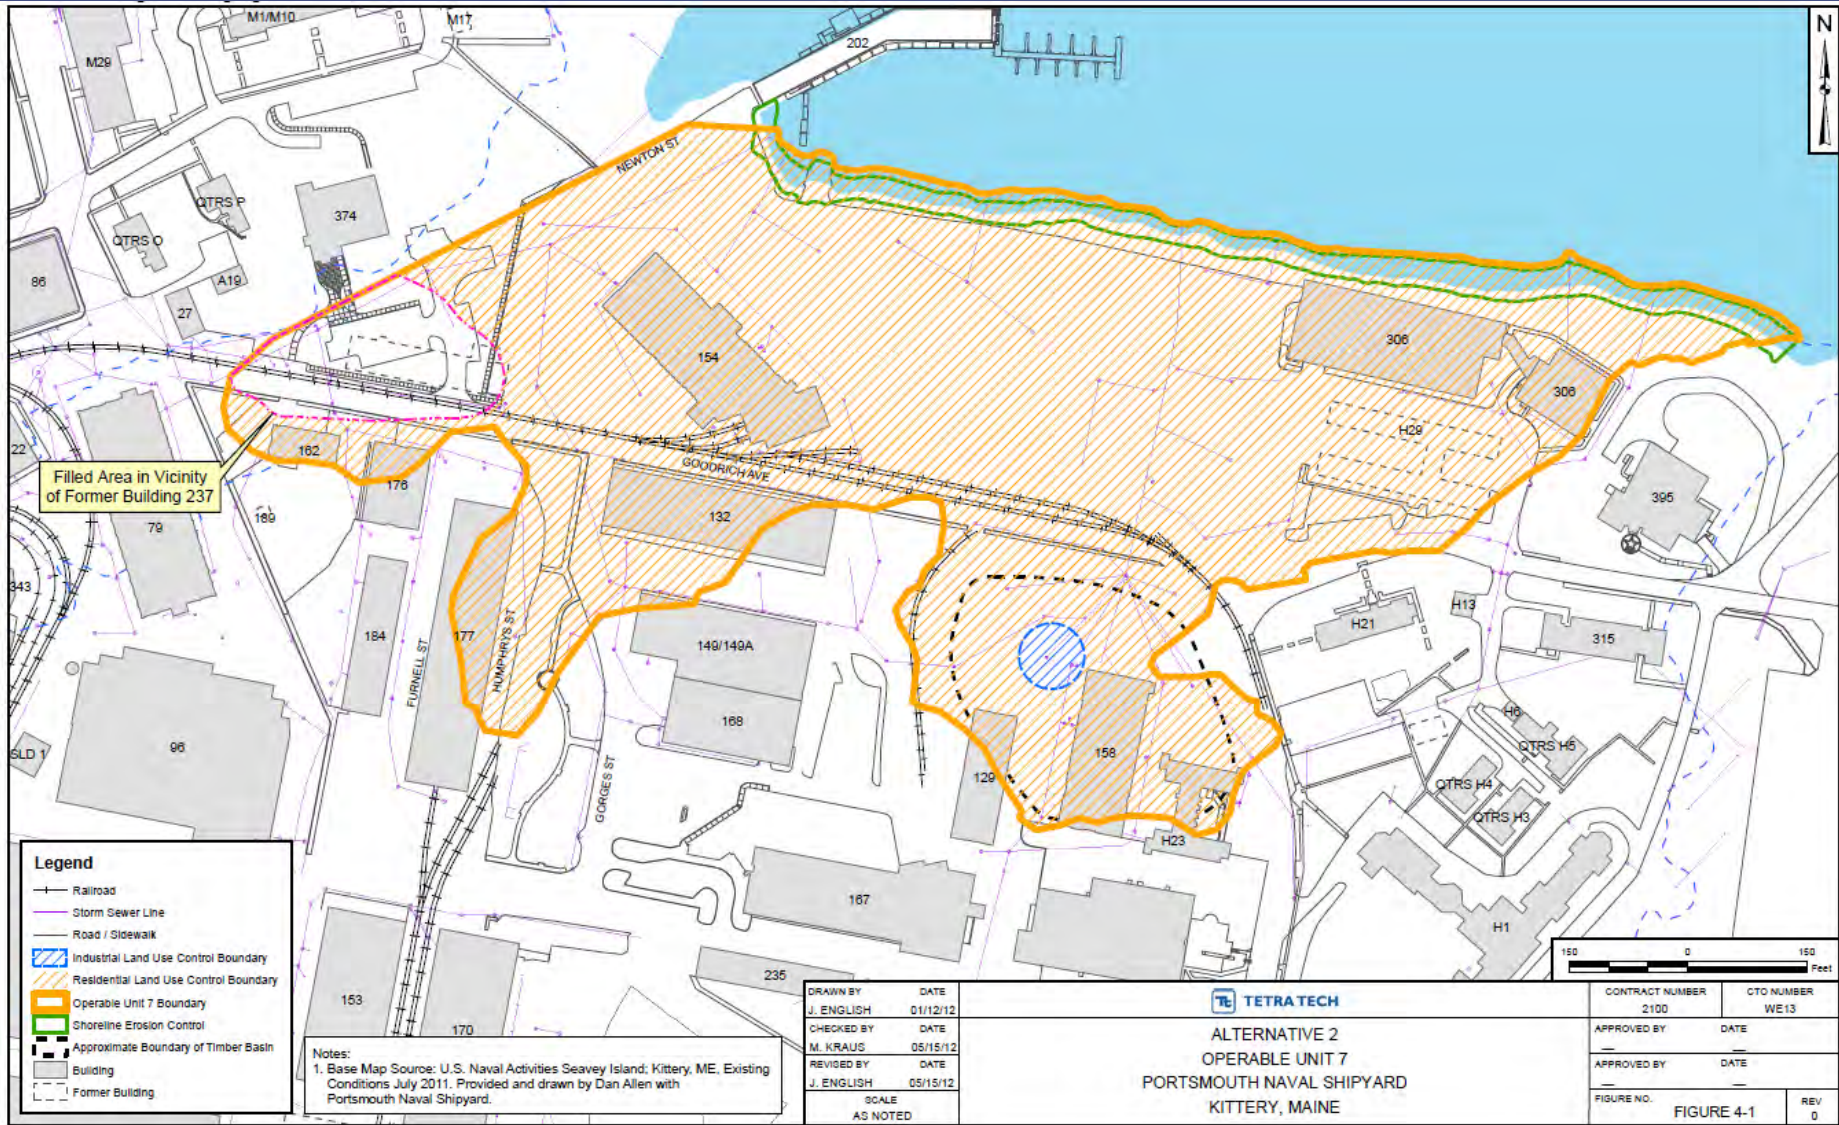 M1/M10
M17
M29
202
N
NEWTON ST
QTRS P
374
QTRS O
A19
86
27
154
306
306
H29
22
162
GOODRICH AVE
Filled Area in Vicinity
of Former Building 237
176
132
395
79
189
343
H13
H21
315
184
177
FURNELL ST
HUMPHRYS ST
149/149A
H6
QTRS H5
168
96
SLD 1
158
129
QTRS H4
GORGES ST
QTRS H3
H23
167
H1
235
153
170
Legend
Railroad
Storm Sewer Line
Road / Sidewalk
Industrial Land Use Control Boundary
Residential Land Use Control Boundary
Operable Unit 7 Boundary
Shoreline Erosion Control
Approximate Boundary of Timber Basin
Building
Former Building
Notes:
1. Base Map Source: U.S. Naval Activities Seavey Island; Kittery, ME, Existing
Conditions July 2011. Provided and drawn by Dan Allen with
Portsmouth Naval Shipyard.
150 0 150
Feet
DRAWN BY DATE
J. ENGLISH 01/12/12
CHECKED BY DATE
M. KRAUS 05/15/12
REVISED BY DATE
J. ENGLISH 05/15/12
SCALE
AS NOTED
Tt TETRA TECH
ALTERNATIVE 2
OPERABLE UNIT 7
PORTSMOUTH NAVAL SHIPYARD
KITTERY, MAINE
CONTRACT NUMBER CTO NUMBER
2100 WE13
APPROVED BY DATE
— —
APPROVED BY DATE
— —
FIGURE NO. REV
FIGURE 4-1 0